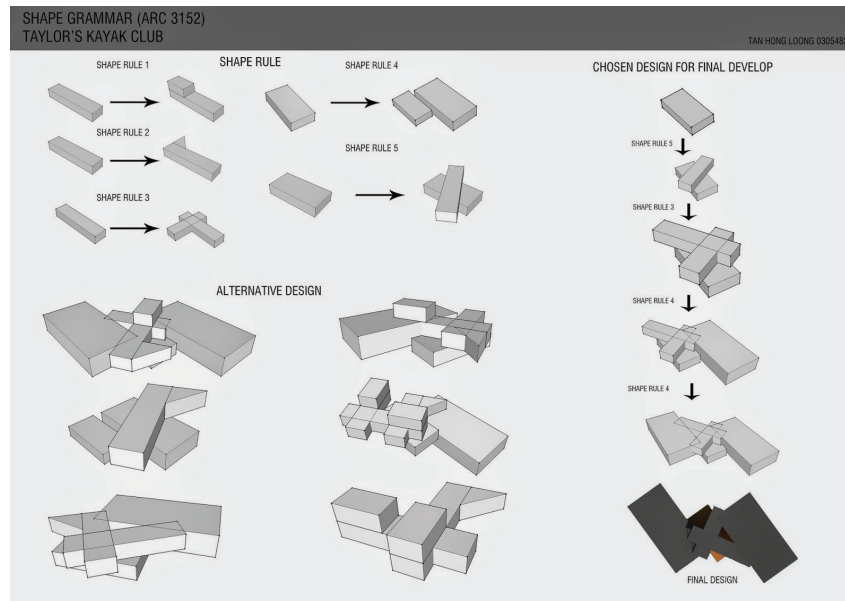 SHAPE GRAMMAR (ARC 3152)
TAYLOR'S KAYAK CLUB
TAN HONG LOONG 0305483
SHAPE RULE
SHAPE RULE 1
SHAPE RULE 2
SHAPE RULE 3
SHAPE RULE 4
SHAPE RULE 5
ALTERNATIVE DESIGN
CHOSEN DESIGN FOR FINAL DEVELOP
SHAPE RULE 5
SHAPE RULE 3
SHAPE RULE 4
SHAPE RULE 4
FINAL DESIGN